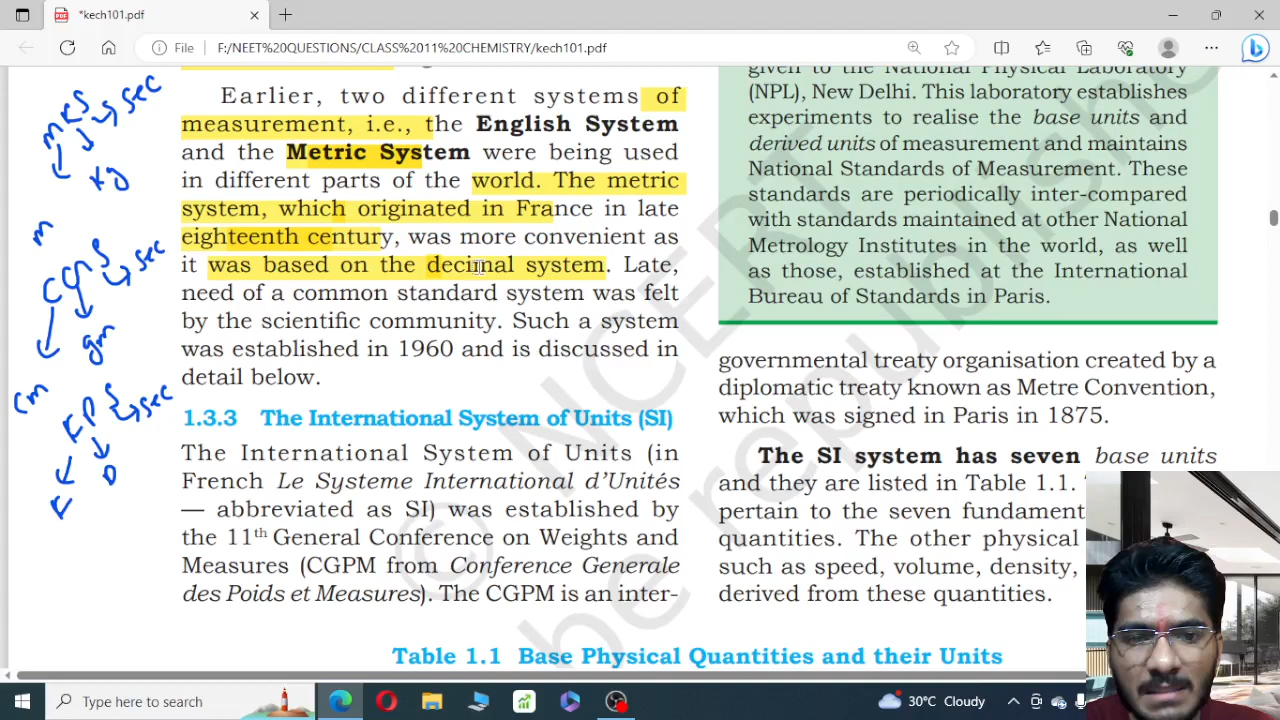 *kech101.pdf
File F:/NEET%20QUESTIONS/CLASS%2011%20CHEMISTRY/kech101.pdf
Earlier, two different systems of
measurement, i.e., the English System
and the Metric System were being used
in different parts of the world. The metric
system, which originated in France in late
eighteenth century, was more convenient as
it was based on the decimal system. Late,
need of a common standard system was felt
by the scientific community. Such a system
was established in 1960 and is discussed in
detail below.
1.3.3 The International System of Units (SI)
The International System of Units (in
French Le Systeme International d'Unités
— abbreviated as SI) was established by
the 11th General Conference on Weights and
Measures (CGPM from Conference Generale
des Poids et Measures). The CGPM is an inter-
given to the National Physical Laboratory
(NPL), New Delhi. This laboratory establishes
experiments to realise the base units and
derived units of measurement and maintains
National Standards of Measurement. These
standards are periodically inter-compared
with standards maintained at other National
Metrology Institutes in the world, as well
as those, established at the International
Bureau of Standards in Paris.
governmental treaty organisation created by a
diplomatic treaty known as Metre Convention,
which was signed in Paris in 1875.
The SI system has seven base units
and they are listed in Table 1.1.
pertain to the seven fundament
quantities. The other physical
such as speed, volume, density,
derived from these quantities.
Table 1.1 Base Physical Quantities and their Units
MKS sec
kg
m
CGS sec
gm
cm
FPS sec
P
F
© NCERT
be republished
Type here to search
30°C Cloudy